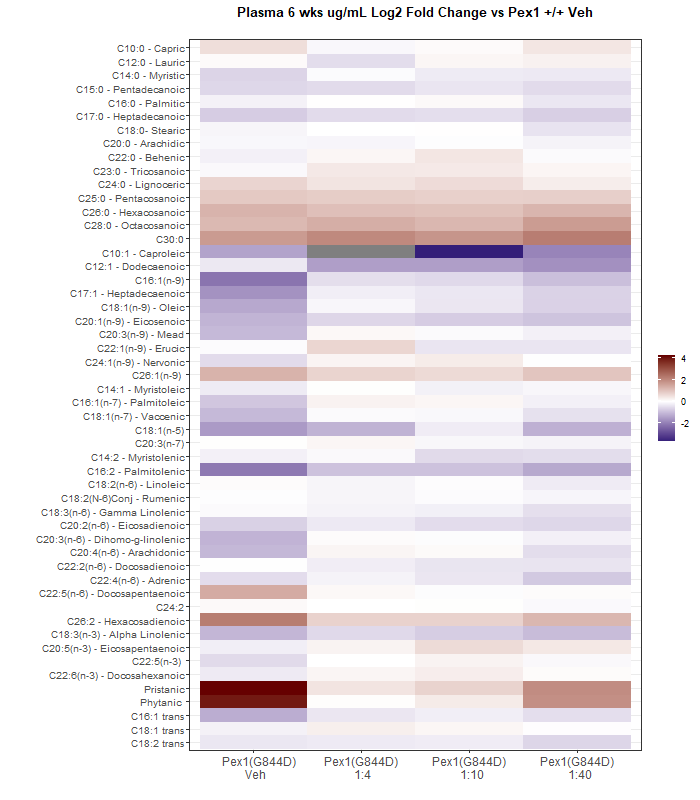 Plasma 6 wks ug/mL Log2 Fold Change vs Pex1 +/+ Veh
C10:0 - Capric
C12:0 - Lauric
C14:0 - Myristic
C15:0 - Pentadecanoic
C16:0 - Palmitic
C17:0 - Heptadecanoic
C18:0- Stearic
C20:0 - Arachidic
C22:0 - Behenic
C23:0 - Tricosanoic
C24:0 - Lignoceric
C25:0 - Pentacosanoic
C26:0 - Hexacosanoic
C28:0 - Octacosanoic
C30:0
C10:1 - Caproleic
C12:1 - Dodecaenoic
C16:1(n-9)
C17:1 - Heptadecaenoic
C18:1(n-9) - Oleic
C20:1(n-9) - Eicosenoic
C20:3(n-9) - Mead
C22:1(n-9) - Erucic
C24:1(n-9) - Nervonic
C26:1(n-9)
C14:1 - Myristoleic
C16:1(n-7) - Palmitoleic
C18:1(n-7) - Vaccenic
C18:1(n-5)
C20:3(n-7)
C14:2 - Myristolenic
C16:2 - Palmitolenic
C18:2(n-6) - Linoleic
C18:2(N-6)Conj - Rumenic
C18:3(n-6) - Gamma Linolenic
C20:2(n-6) - Eicosadienoic
C20:3(n-6) - Dihomo-g-linolenic
C20:4(n-6) - Arachidonic
C22:2(n-6) - Docosadienoic
C22:4(n-6) - Adrenic
C22:5(n-6) - Docosapentaenoic
C24:2
C26:2 - Hexacosadienoic
C18:3(n-3) - Alpha Linolenic
C20:5(n-3) - Eicosapentaenoic
C22:5(n-3)
C22:6(n-3) - Docosahexanoic
Pristanic
Phytanic
C16:1 trans
C18:1 trans
C18:2 trans
Pex1(G844D) Veh
Pex1(G844D) 1:4
Pex1(G844D) 1:10
Pex1(G844D) 1:40
4
2
0
-2